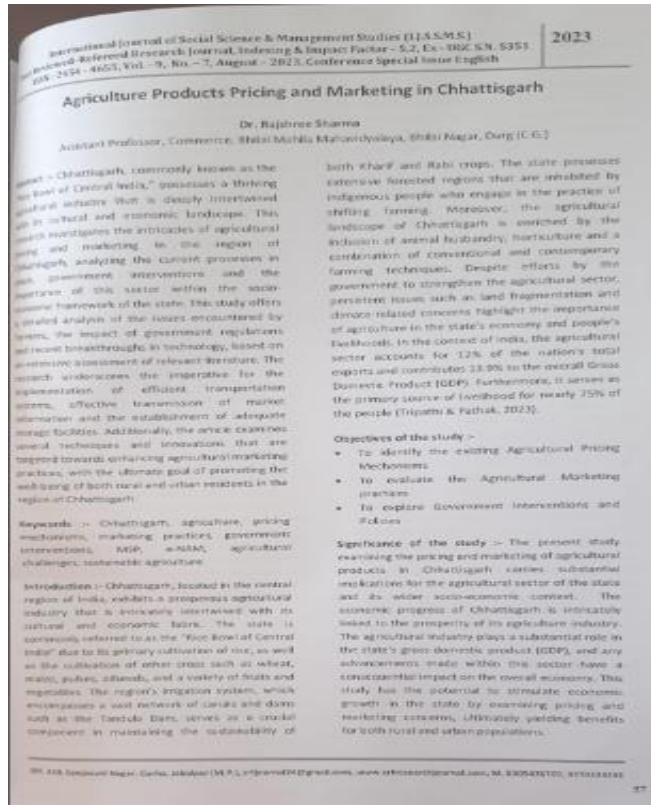 International Journal of Social Science & Management Studies (I.J.S.S.M.S.)
Reviewed-Refereed Research Journal, Indexing & Impact Factor - 5.2, Ex - UGC S.N. 5351
ISSN - 2454 - 4655, Vol. - 9, No. - 7, August - 2023, Conference Special Issue English
2023
Agriculture Products Pricing and Marketing in Chhattisgarh
Dr. Rajshree Sharma
Assistant Professor, Commerce, Bhilai Mahila Mahavidyalaya, Bhilai Nagar, Durg (C.G.)
:- Chhattisgarh, commonly known as the
Bowl of Central India," possesses a thriving
industry that is deeply intertwined
its cultural and economic landscape. This
investigates the intricacies of agricultural
and marketing in the region of
analyzing the current processes in
government interventions and the
of this sector within the socio-
framework of the state. This study offers
detailed analysis of the issues encountered by
the impact of government regulations
recent breakthroughs in technology, based on
extensive assessment of relevant literature. The
research underscores the imperative for the
implementation of efficient transportation
systems, effective transmission of market
information and the establishment of adequate
storage facilities. Additionally, the article examines
several techniques and innovations that are
targeted towards enhancing agricultural marketing
practices, with the ultimate goal of promoting the
well-being of both rural and urban residents in the
region of Chhattisgarh.
Keywords :- Chhattisgarh, agriculture, pricing
mechanisms, marketing practices, government
interventions, MSP, e-NAM, agricultural
challenges, sustainable agriculture.
Introduction :- Chhattisgarh, located in the central
region of India, exhibits a prosperous agricultural
industry that is intricately intertwined with its
cultural and economic fabric. The state is
commonly referred to as the "Rice Bowl of Central
India" due to its primary cultivation of rice, as well
as the cultivation of other crops such as wheat,
maize, pulses, oilseeds, and a variety of fruits and
vegetables. The region's irrigation system, which
encompasses a vast network of canals and dams
such as the Tandula Dam, serves as a crucial
component in maintaining the sustainability of
both Kharif and Rabi crops. The state possesses
extensive forested regions that are inhabited by
indigenous people who engage in the practice of
shifting farming. Moreover, the agricultural
landscape of Chhattisgarh is enriched by the
inclusion of animal husbandry, horticulture and a
combination of conventional and contemporary
farming techniques. Despite efforts by the
government to strengthen the agricultural sector,
persistent issues such as land fragmentation and
climate-related concerns highlight the importance
of agriculture in the state's economy and people's
livelihoods. In the context of India, the agricultural
sector accounts for 12% of the nation's total
exports and contributes 13.9% to the overall Gross
Domestic Product (GDP). Furthermore, it serves as
the primary source of livelihood for nearly 75% of
the people (Tripathi & Pathak, 2023).
Objectives of the study :-
• To identify the existing Agricultural Pricing
Mechanisms
• To evaluate the Agricultural Marketing
practices
• To explore Government Interventions and
Policies
Significance of the study :- The present study
examining the pricing and marketing of agricultural
products in Chhattisgarh carries substantial
implications for the agricultural sector of the state
and its wider socio-economic context. The
economic progress of Chhattisgarh is intricately
linked to the prosperity of its agriculture industry.
The agricultural industry plays a substantial role in
the state's gross domestic product (GDP), and any
advancements made within this sector have a
consequential impact on the overall economy. This
study has the potential to stimulate economic
growth in the state by examining pricing and
marketing concerns, ultimately yielding benefits
for both rural and urban populations.
Sanjeevani Nagar, Garha, Jabalpur (M.P.),
57